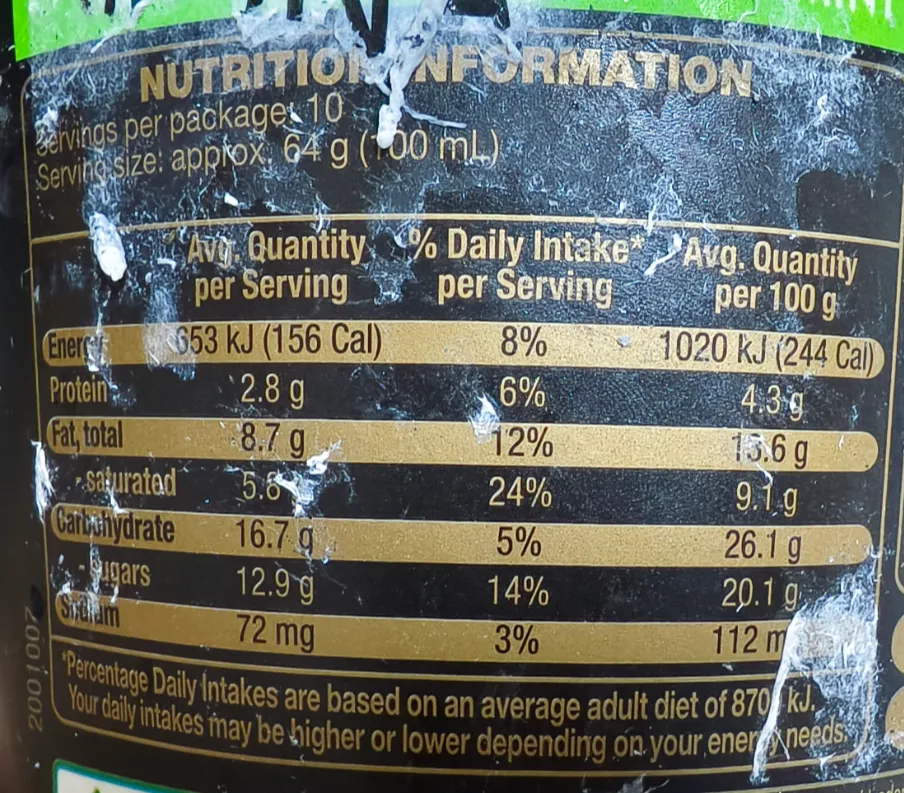 NUTRITION INFORMATION
Servings per package: 10
Serving size: approx. 64 g (100 mL)
Avg. Quantity % Daily Intake* Avg. Quantity
per Serving per Serving per 100 g
Energy 653 kJ (156 Cal) 8% 1020 kJ (244 Cal)
Protein 2.8 g 6% 4.3 g
Fat, total 8.7 g 12% 13.6 g
- saturated 5.8 24% 9.1 g
Carbohydrate 16.7 g 5% 26.1 g
- sugars 12.9 g 14% 20.1 g
Sodium 72 mg 3% 112 m
*Percentage Daily Intakes are based on an average adult diet of 8700 kJ.
Your daily intakes may be higher or lower depending on your energy needs.
2001007